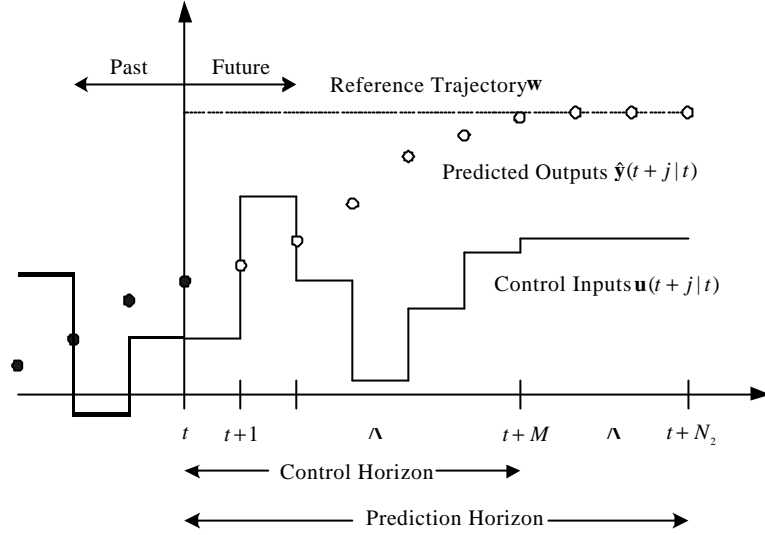 Past
Future
Reference Trajectory w
Predicted Outputs ŷ(t + j | t)
Control Inputs u(t + j | t)
t
t+1
Λ
t+M
Λ
t+N₂
Control Horizon
Prediction Horizon